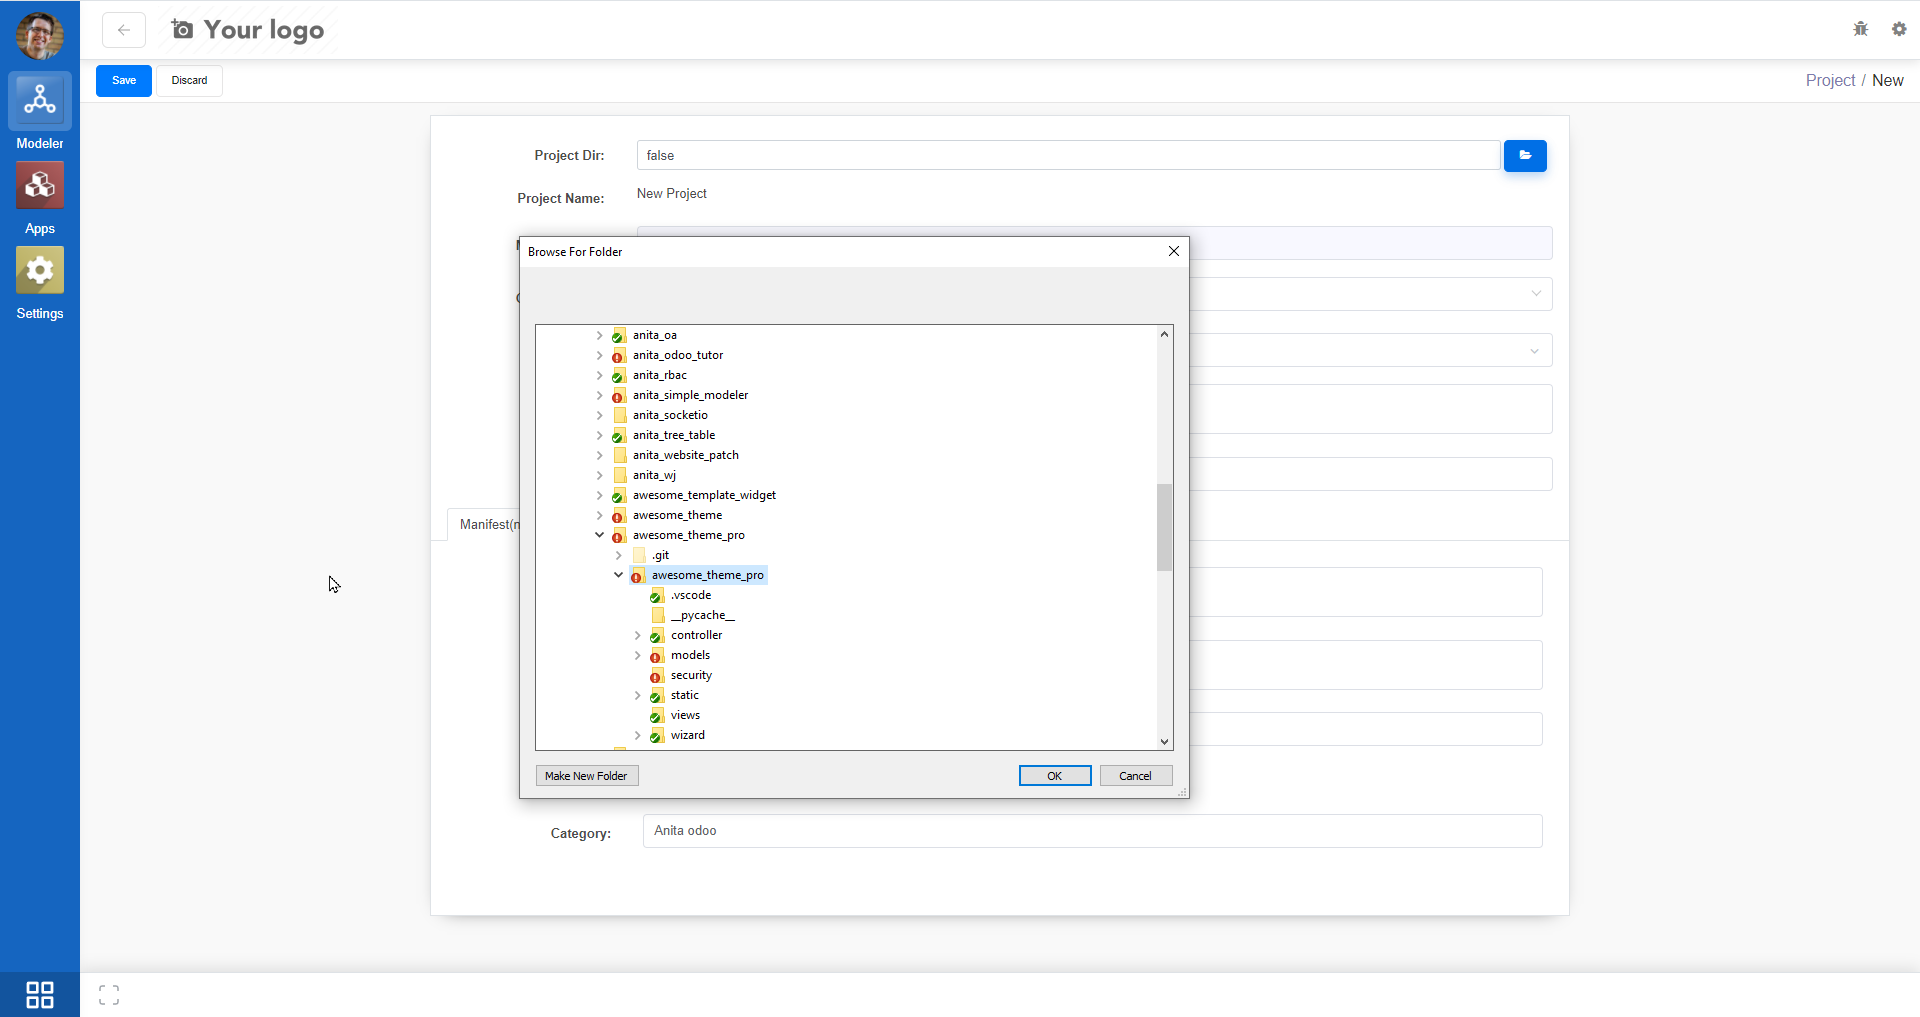 Your logo
Save
Discard
Project / New
Modeler
Apps
Settings
Project Dir:
false
Project Name:
New Project
Browse For Folder
anita_oa
anita_odoo_tutor
anita_rbac
anita_simple_modeler
anita_socketio
anita_tree_table
anita_website_patch
anita_wj
awesome_template_widget
awesome_theme
awesome_theme_pro
.git
awesome_theme_pro
.vscode
__pycache__
controller
models
security
static
views
wizard
Make New Folder
OK
Cancel
Manifest(
Category:
Anita odoo